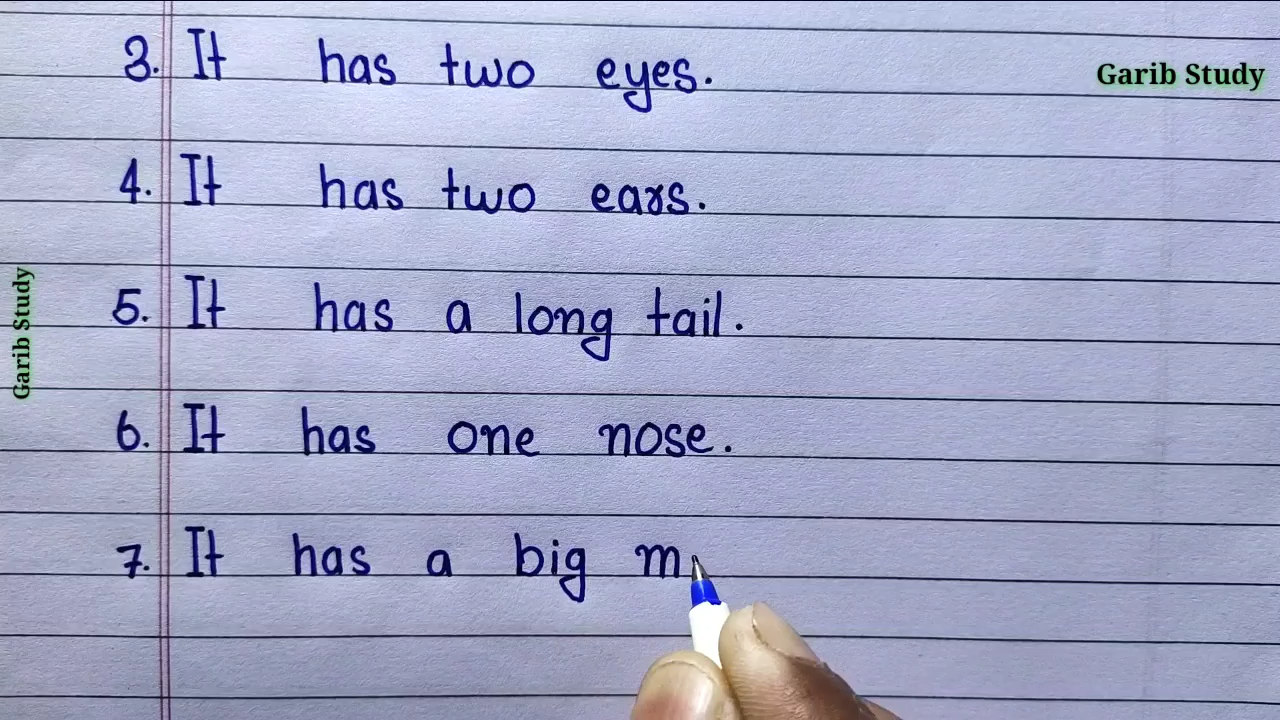 3. It has two eyes.
Garib Study
4. It has two ears.
5. It has a long tail.
Garib Study
6. It has one nose.
7. It has a big m